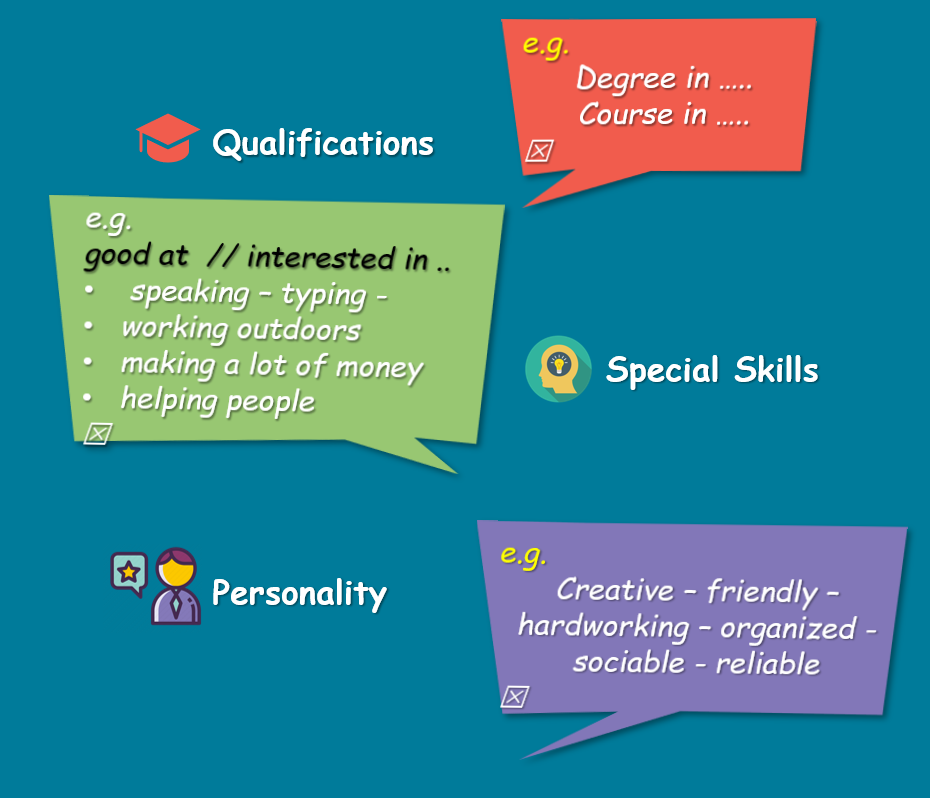 e.g.
Degree in …..
Course in …..
Qualifications
e.g.
good at // interested in ..
• speaking – typing -
• working outdoors
• making a lot of money
• helping people
Special Skills
Personality
e.g.
Creative – friendly –
hardworking – organized -
sociable - reliable